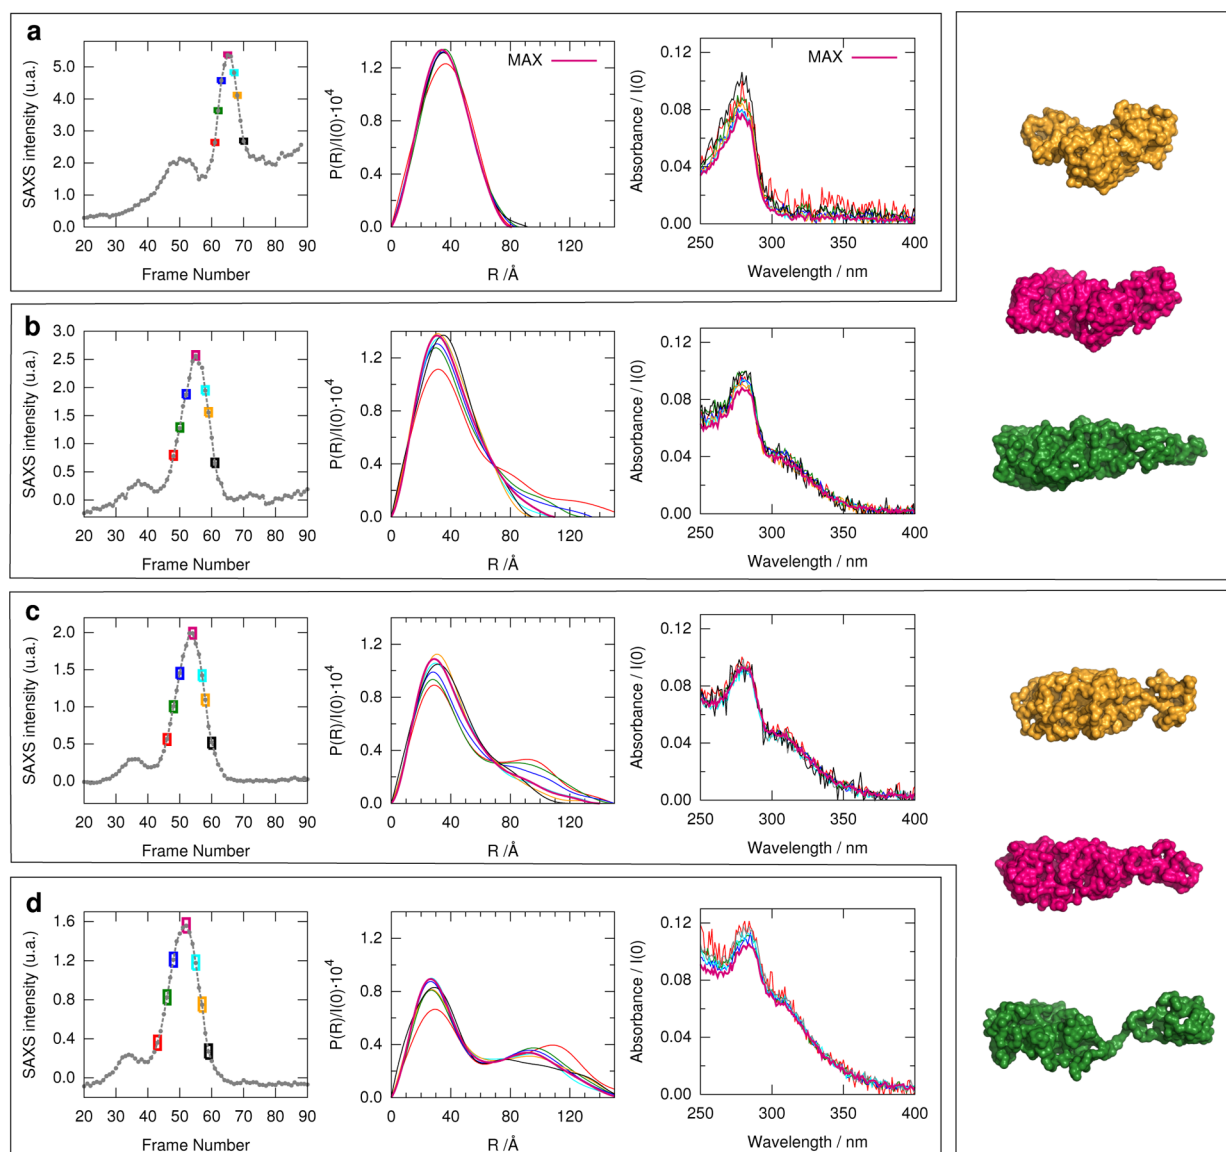 a
SAXS intensity (u.a.)
5.0
4.0
3.0
2.0
1.0
0.0
20 30 40 50 60 70 80 90
Frame Number
P(R)/I(0)·10⁴
1.2
0.8
0.4
0.0
0 40 80 120
R /Å
MAX
Absorbance / I(0)
0.12
0.08
0.04
0.00
250 300 350 400
Wavelength / nm
MAX
b
SAXS intensity (u.a.)
3.0
2.5
2.0
1.5
1.0
0.5
0.0
20 30 40 50 60 70 80 90
Frame Number
P(R)/I(0)·10⁴
1.2
0.8
0.4
0.0
0 40 80 120
R /Å
Absorbance / I(0)
0.12
0.08
0.04
0.00
250 300 350 400
Wavelength / nm
c
SAXS intensity (u.a.)
2.0
1.5
1.0
0.5
0.0
20 30 40 50 60 70 80 90
Frame Number
P(R)/I(0)·10⁴
1.2
0.8
0.4
0.0
0 40 80 120
R /Å
Absorbance / I(0)
0.12
0.08
0.04
0.00
250 300 350 400
Wavelength / nm
d
SAXS intensity (u.a.)
1.6
1.2
0.8
0.4
0.0
20 30 40 50 60 70 80 90
Frame Number
P(R)/I(0)·10⁴
1.2
0.8
0.4
0.0
0 40 80 120
R /Å
Absorbance / I(0)
0.12
0.08
0.04
0.00
250 300 350 400
Wavelength / nm